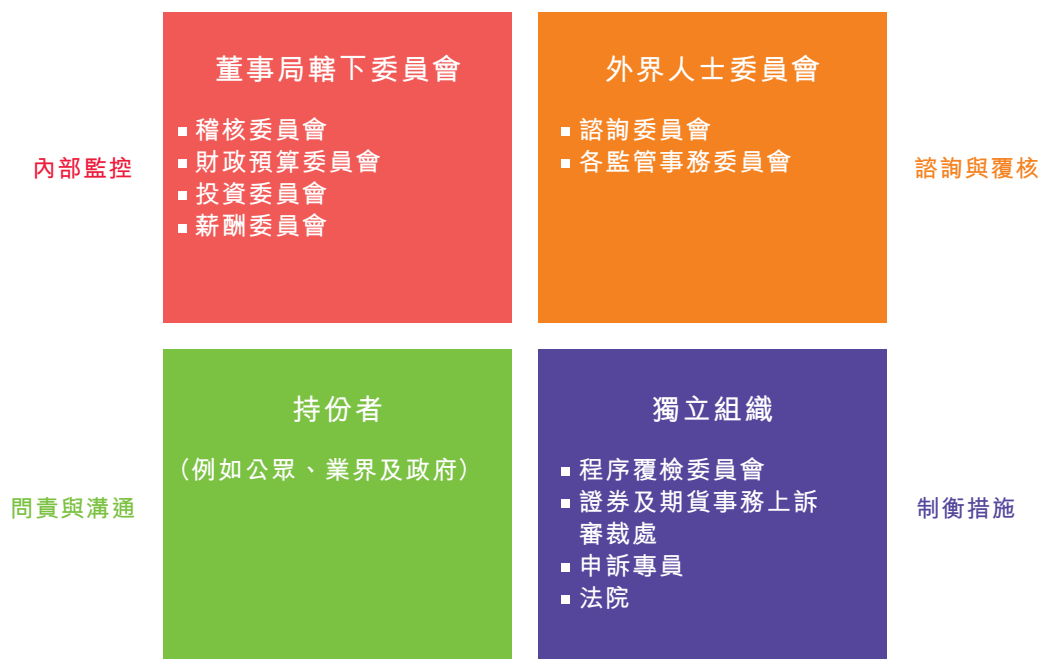 內部監控
董事局轄下委員會
▪ 稽核委員會
▪ 財政預算委員會
▪ 投資委員會
▪ 薪酬委員會
外界人士委員會
▪ 諮詢委員會
▪ 各監管事務委員會
諮詢與覆核
問責與溝通
持份者
（例如公眾、業界及政府）
獨立組織
▪ 程序覆檢委員會
▪ 證券及期貨事務上訴
審裁處
▪ 申訴專員
▪ 法院
制衡措施